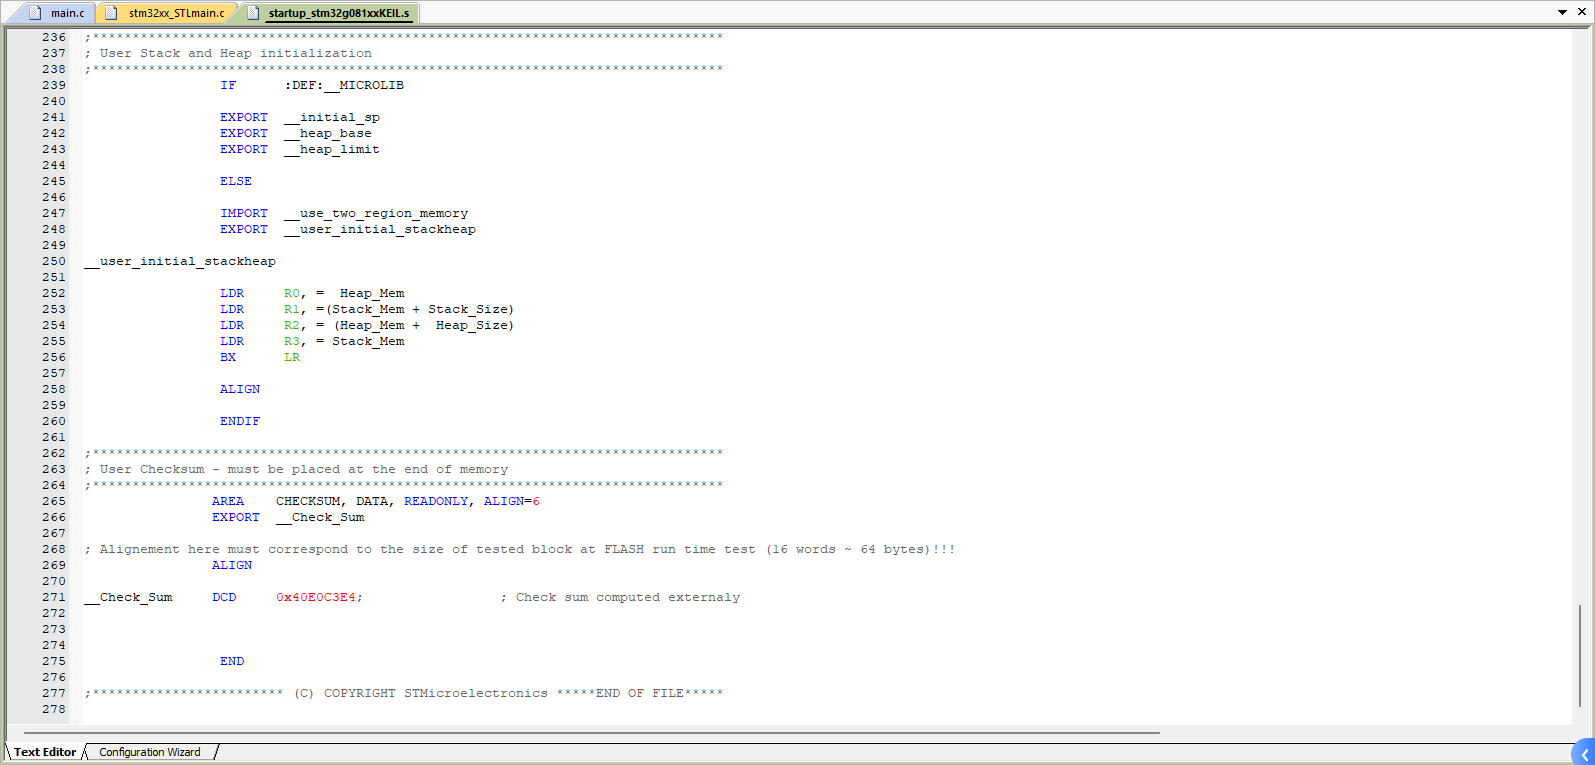 main.c stm32xx_STLmain.c startup_stm32g081xxKEIL.s
236 ;*******************************************************************************
237 ; User Stack and Heap initialization
238 ;*******************************************************************************
239 IF :DEF:__MICROLIB
240
241 EXPORT __initial_sp
242 EXPORT __heap_base
243 EXPORT __heap_limit
244
245 ELSE
246
247 IMPORT __use_two_region_memory
248 EXPORT __user_initial_stackheap
249
250 __user_initial_stackheap
251
252 LDR R0, = Heap_Mem
253 LDR R1, =(Stack_Mem + Stack_Size)
254 LDR R2, = (Heap_Mem + Heap_Size)
255 LDR R3, = Stack_Mem
256 BX LR
257
258 ALIGN
259
260 ENDIF
261
262 ;*******************************************************************************
263 ; User Checksum - must be placed at the end of memory
264 ;*******************************************************************************
265 AREA CHECKSUM, DATA, READONLY, ALIGN=6
266 EXPORT __Check_Sum
267
268 ; Alignement here must correspond to the size of tested block at FLASH run time test (16 words ~ 64 bytes)!!!
269 ALIGN
270
271 __Check_Sum DCD 0x40E0C3E4; ; Check sum computed externaly
272
273
274
275 END
276
277 ;************************ (C) COPYRIGHT STMicroelectronics *****END OF FILE*****
278
Text Editor Configuration Wizard